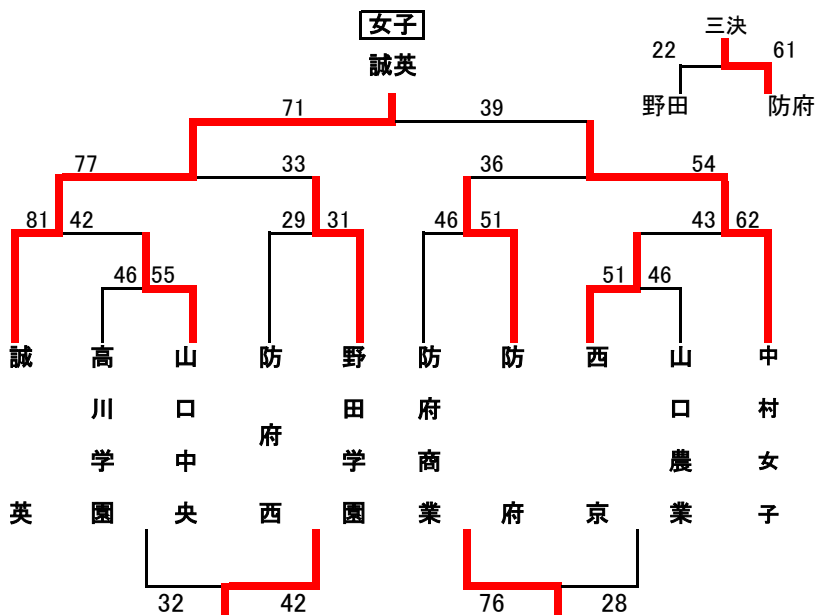 女子
三決
誠英
22 61
野田 防府
71 39
77 33 36 54
81 42 29 31 46 51 43 62
46 55 51 46
誠英
高川学園
山口中央
防府西
野田学園
防府商業
防府
西京
山口農業
中村女子
32 42 76 28